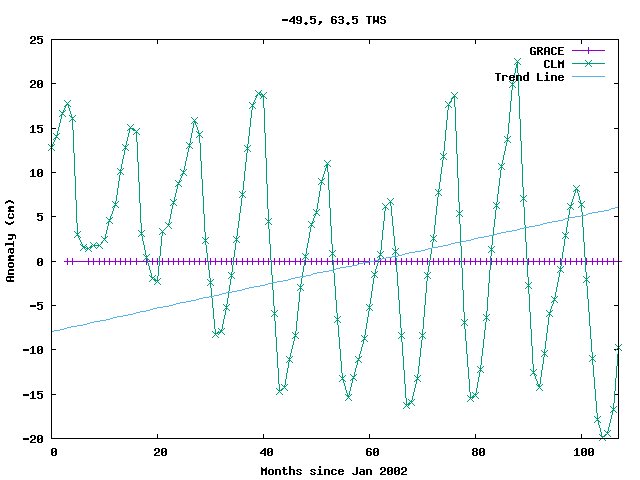 -49.5, 63.5 TWS
25
GRACE
CLM
Trend Line
20
15
10
5
0
-5
-10
-15
-20
Anomaly (cm)
0 20 40 60 80 100
Months since Jan 2002